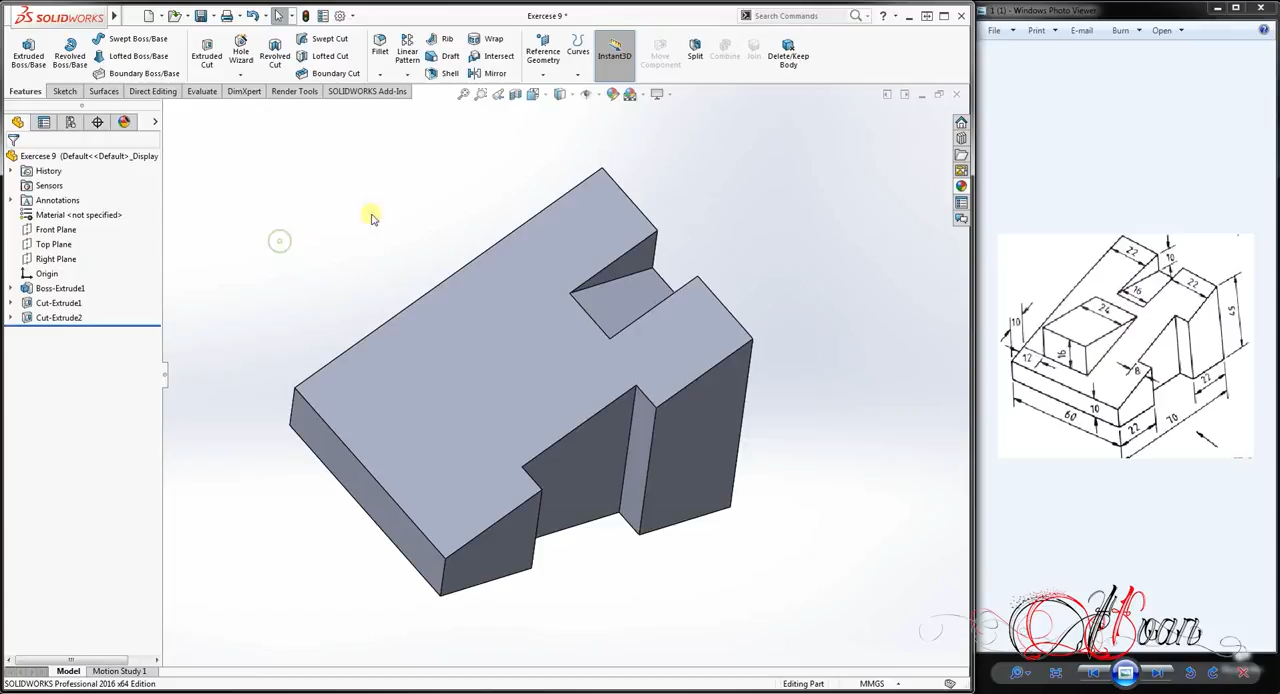 SOLIDWORKS
Exercese 9 *
Search Commands
1 (1) - Windows Photo Viewer
File
Print
E-mail
Burn
Open
Extruded Boss/Base
Revolved Boss/Base
Swept Boss/Base
Lofted Boss/Base
Boundary Boss/Base
Extruded Cut
Hole Wizard
Revolved Cut
Swept Cut
Lofted Cut
Boundary Cut
Fillet
Linear Pattern
Rib
Draft
Shell
Wrap
Intersect
Mirror
Reference Geometry
Curves
Instant3D
Move Component
Split
Combine
Join
Delete/Keep Body
Features
Sketch
Surfaces
Direct Editing
Evaluate
DimXpert
Render Tools
SOLIDWORKS Add-Ins
Exercese 9 (Default<<Default>_Display
History
Sensors
Annotations
Material <not specified>
Front Plane
Top Plane
Right Plane
Origin
Boss-Extrude1
Cut-Extrude1
Cut-Extrude2
22
10
16
22
24
45
10
12
16
8
22
10
60
22
70
Model
Motion Study 1
SOLIDWORKS Professional 2016 x64 Edition
Editing Part
MMGS